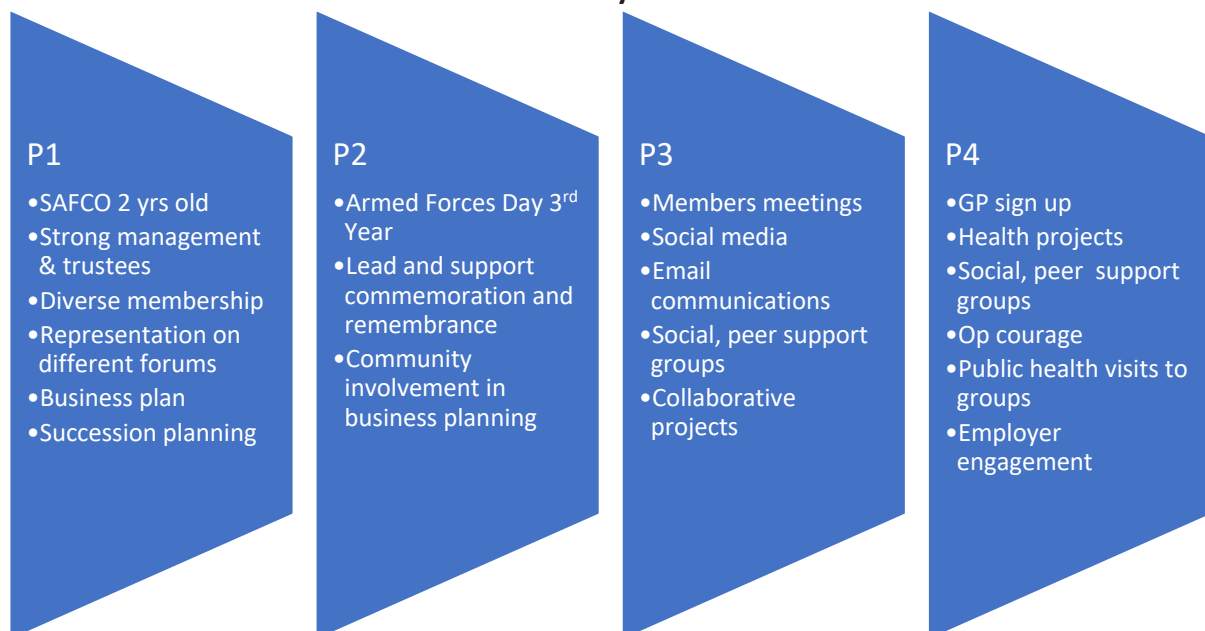 P1
•SAFCO 2 yrs old
•Strong management
& trustees
•Diverse membership
•Representation on
different forums
•Business plan
•Succession planning
P2
•Armed Forces Day 3rd
Year
•Lead and support
commemoration and
remembrance
•Community
involvement in
business planning
P3
•Members meetings
•Social media
•Email
communications
•Social, peer support
groups
•Collaborative
projects
P4
•GP sign up
•Health projects
•Social, peer  support
groups
•Op courage
•Public health visits to
groups
•Employer
engagement